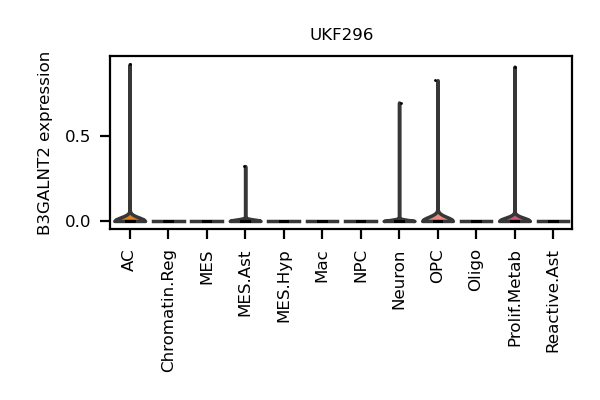 UKF296
B3GALNT2 expression
0.5
0.0
AC
Chromatin.Reg
MES
MES.Ast
MES.Hyp
Mac
NPC
Neuron
OPC
Oligo
Prolif.Metab
Reactive.Ast